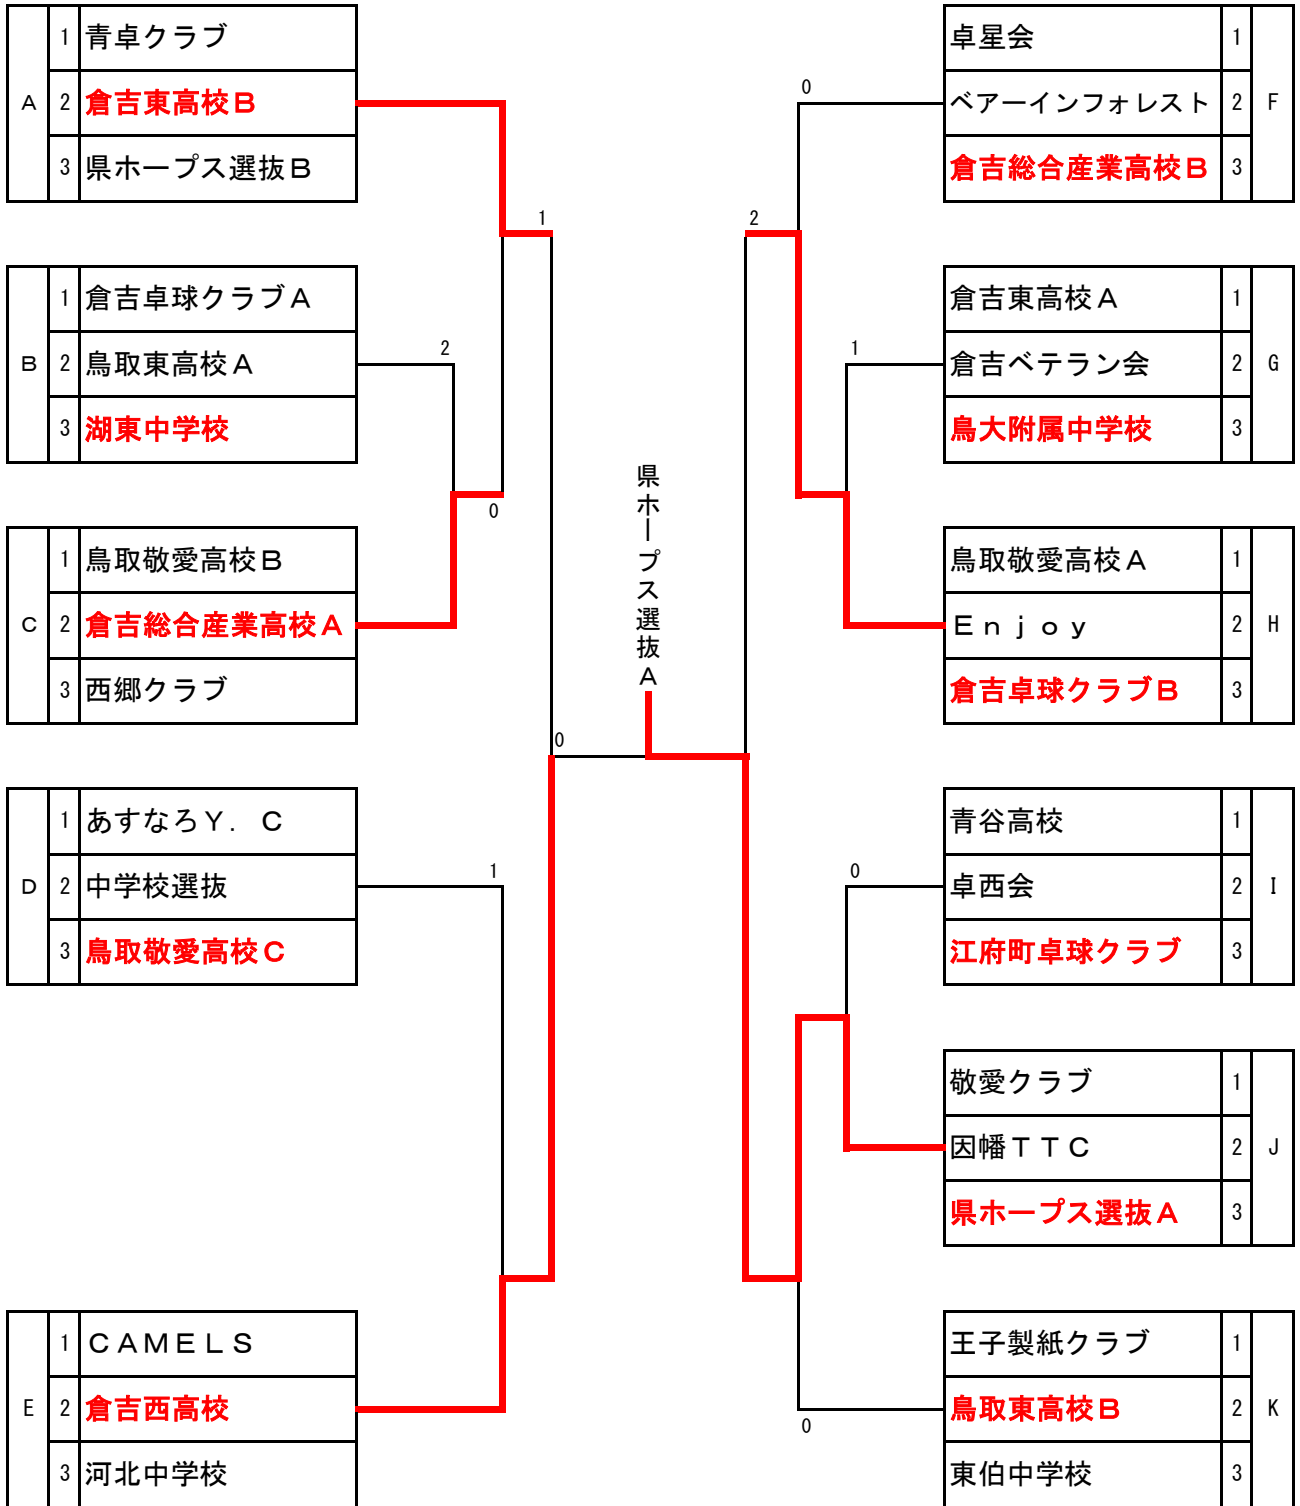 A
1 青卓クラブ
2 倉吉東高校B
3 県ホープス選抜B
B
1 倉吉卓球クラブA
2 鳥取東高校A
3 湖東中学校
C
1 鳥取敬愛高校B
2 倉吉総合産業高校A
3 西郷クラブ
D
1 あすなろY. C
2 中学校選抜
3 鳥取敬愛高校C
E
1 CAMELS
2 倉吉西高校
3 河北中学校
1
2
0
0
1
県ホープス選抜A
2
0
1
0
0
卓星会 1
ベアーインフォレスト 2
倉吉総合産業高校B 3
F
倉吉東高校A 1
倉吉ベテラン会 2
鳥大附属中学校 3
G
鳥取敬愛高校A 1
Enjoy 2
倉吉卓球クラブB 3
H
青谷高校 1
卓西会 2
江府町卓球クラブ 3
I
敬愛クラブ 1
因幡TTC 2
県ホープス選抜A 3
J
王子製紙クラブ 1
鳥取東高校B 2
東伯中学校 3
K